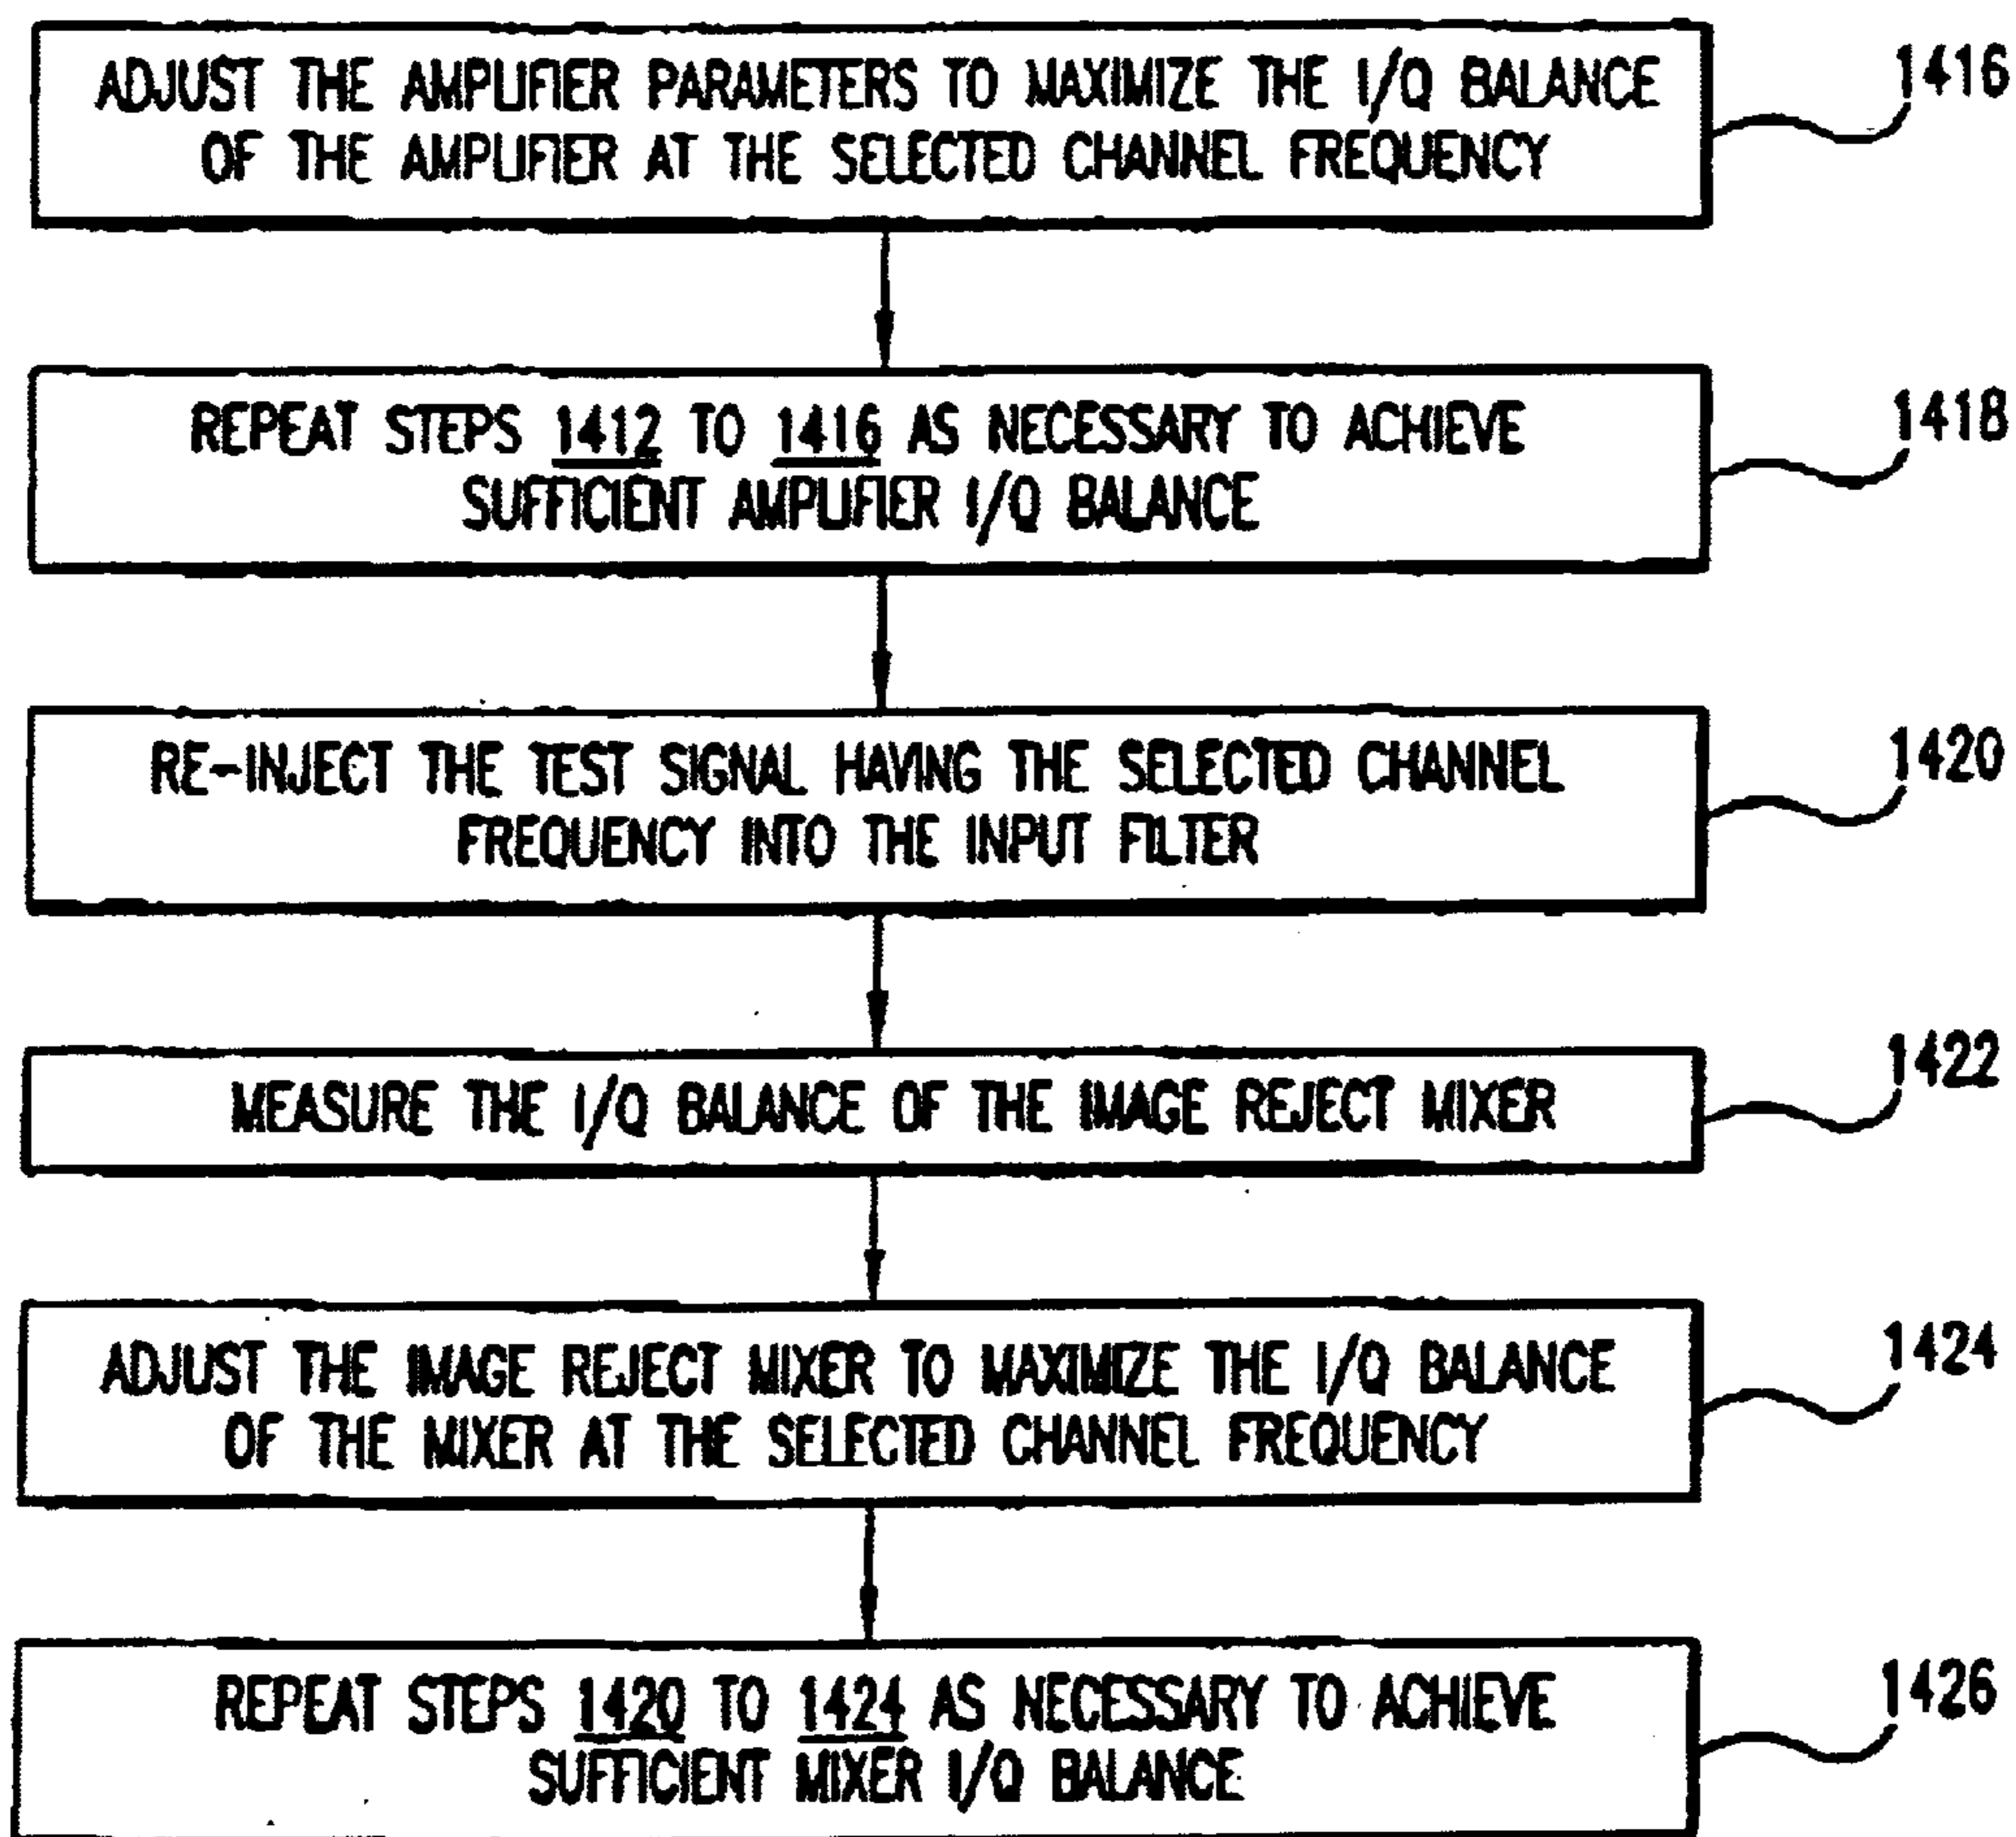 ADJUST THE AMPLIFIER PARAMETERS TO MAXIMIZE THE I/Q BALANCE
OF THE AMPLIFIER AT THE SELECTED CHANNEL FREQUENCY
1416
REPEAT STEPS 1412 TO 1416 AS NECESSARY TO ACHIEVE
SUFFICIENT AMPLIFIER I/Q BALANCE
1418
RE-INJECT THE TEST SIGNAL HAVING THE SELECTED CHANNEL
FREQUENCY INTO THE INPUT FILTER
1420
MEASURE THE I/Q BALANCE OF THE IMAGE REJECT MIXER
1422
ADJUST THE IMAGE REJECT MIXER TO MAXIMIZE THE I/Q BALANCE
OF THE MIXER AT THE SELECTED CHANNEL FREQUENCY
1424
REPEAT STEPS 1420 TO 1424 AS NECESSARY TO ACHIEVE
SUFFICIENT MIXER I/Q BALANCE
1426